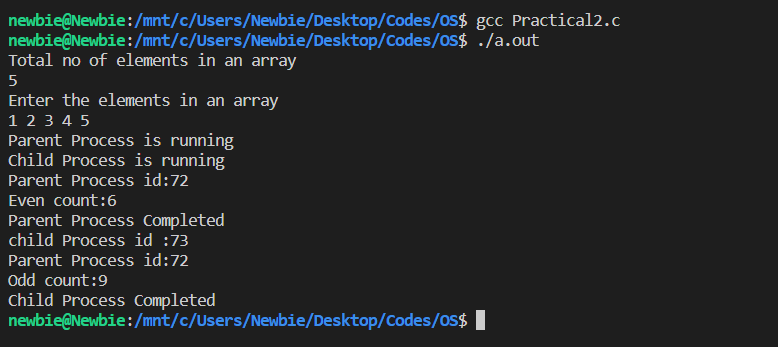 newbie@Newbie:/mnt/c/Users/Newbie/Desktop/Codes/OS$ gcc Practical2.c
newbie@Newbie:/mnt/c/Users/Newbie/Desktop/Codes/OS$ ./a.out
Total no of elements in an array
5
Enter the elements in an array
1 2 3 4 5
Parent Process is running
Child Process is running
Parent Process id:72
Even count:6
Parent Process Completed
child Process id :73
Parent Process id:72
Odd count:9
Child Process Completed
newbie@Newbie:/mnt/c/Users/Newbie/Desktop/Codes/OS$